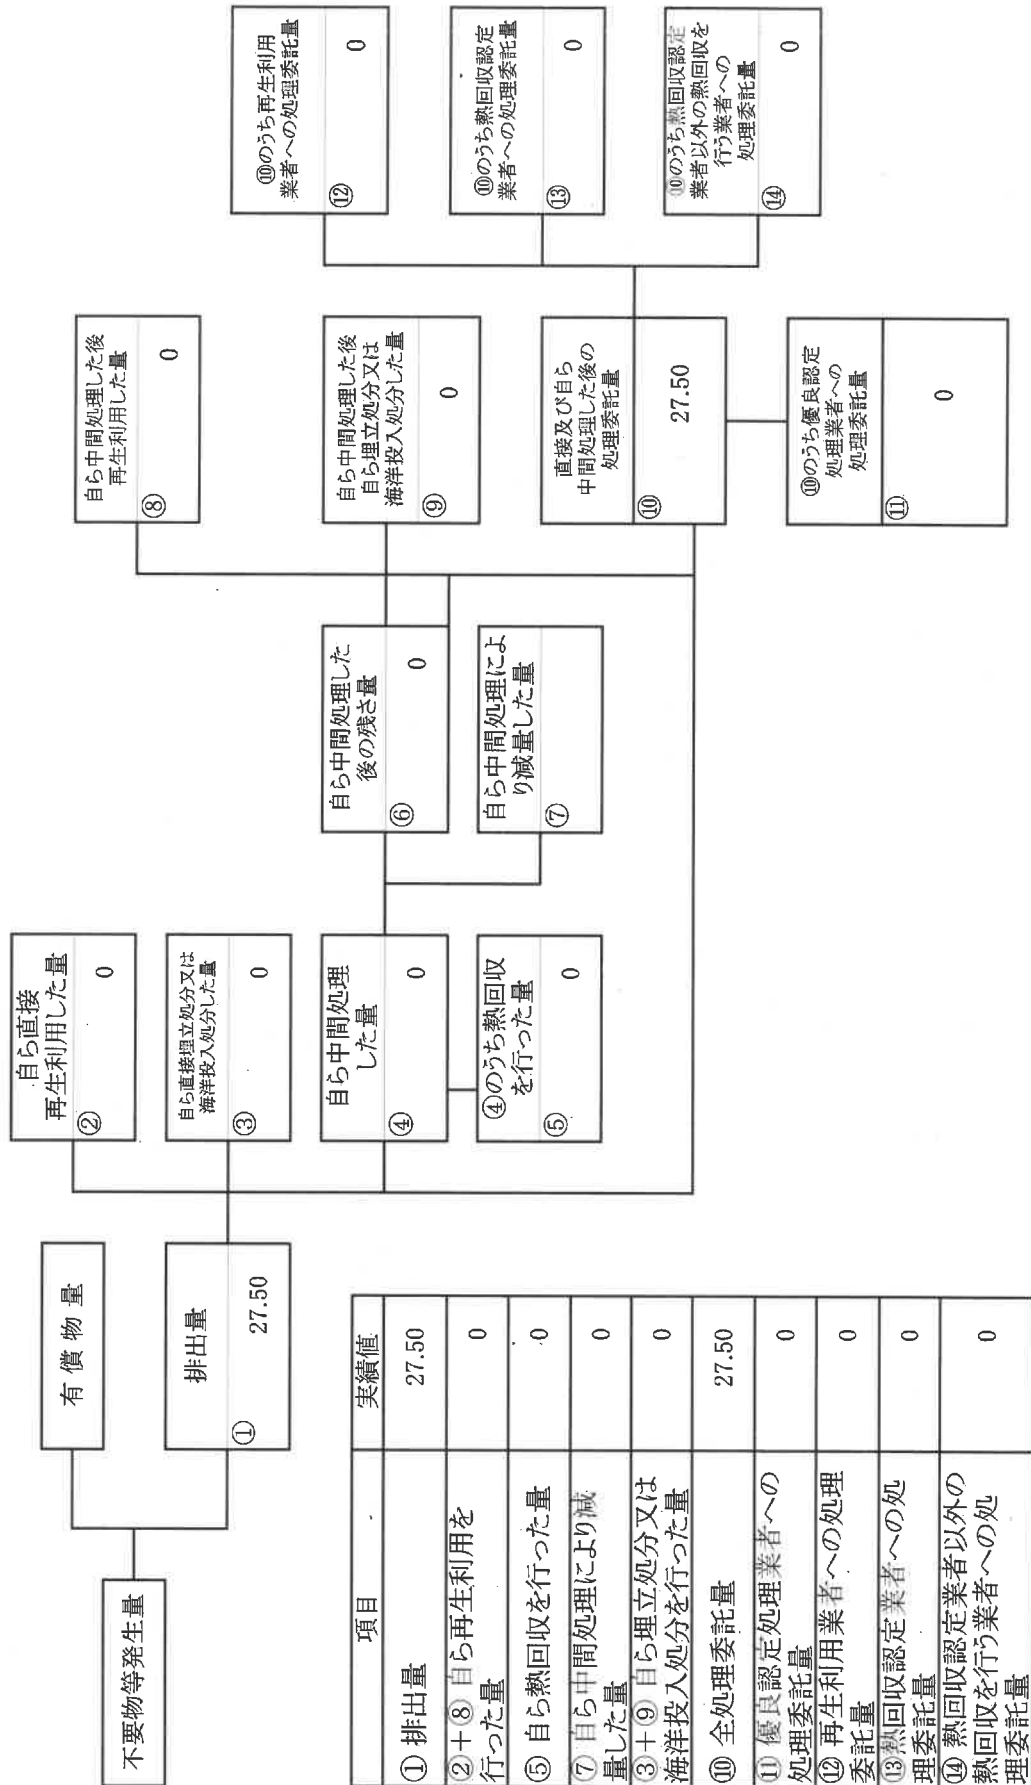 不要物等発生量
有償物量
排出量
①
27.50
自ら直接
再生利用した量
②
0
自ら直接埋立処分又は
海洋投入処分した量
③
0
自ら中間処理
した量
④
0
④のうち熱回収
を行った量
⑤
0
自ら中間処理した
後の残さ量
⑥
0
自ら中間処理によ
り減量した量
⑦
自ら中間処理した後
再生利用した量
⑧
0
自ら中間処理した後
自ら埋立処分又は
海洋投入処分した量
⑨
0
直接及び自ら
中間処理した後の
処理委託量
⑩
27.50
⑩のうち優良認定
処理業者への
処理委託量
⑪
0
⑩のうち再生利用
業者への処理委託量
⑫
0
⑩のうち熱回収認定
業者への処理委託量
⑬
0
⑩のうち熱回収認定
業者以外の熱回収を
行う業者への
処理委託量
⑭
0
項目 実績値
① 排出量 27.50
②+⑧ 自ら再生利用を
行った量 0
⑤ 自ら熱回収を行った量 0
⑦ 自ら中間処理により減
量した量 0
③+⑨ 自ら埋立処分又は
海洋投入処分を行った量 0
⑩ 全処理委託量 27.50
⑪ 優良認定処理業者への
処理委託量 0
⑫ 再生利用業者への処理
委託量 0
⑬熱回収認定業者への処
理委託量 0
⑭ 熱回収認定業者以外の
熱回収を行う業者への処
理委託量 0